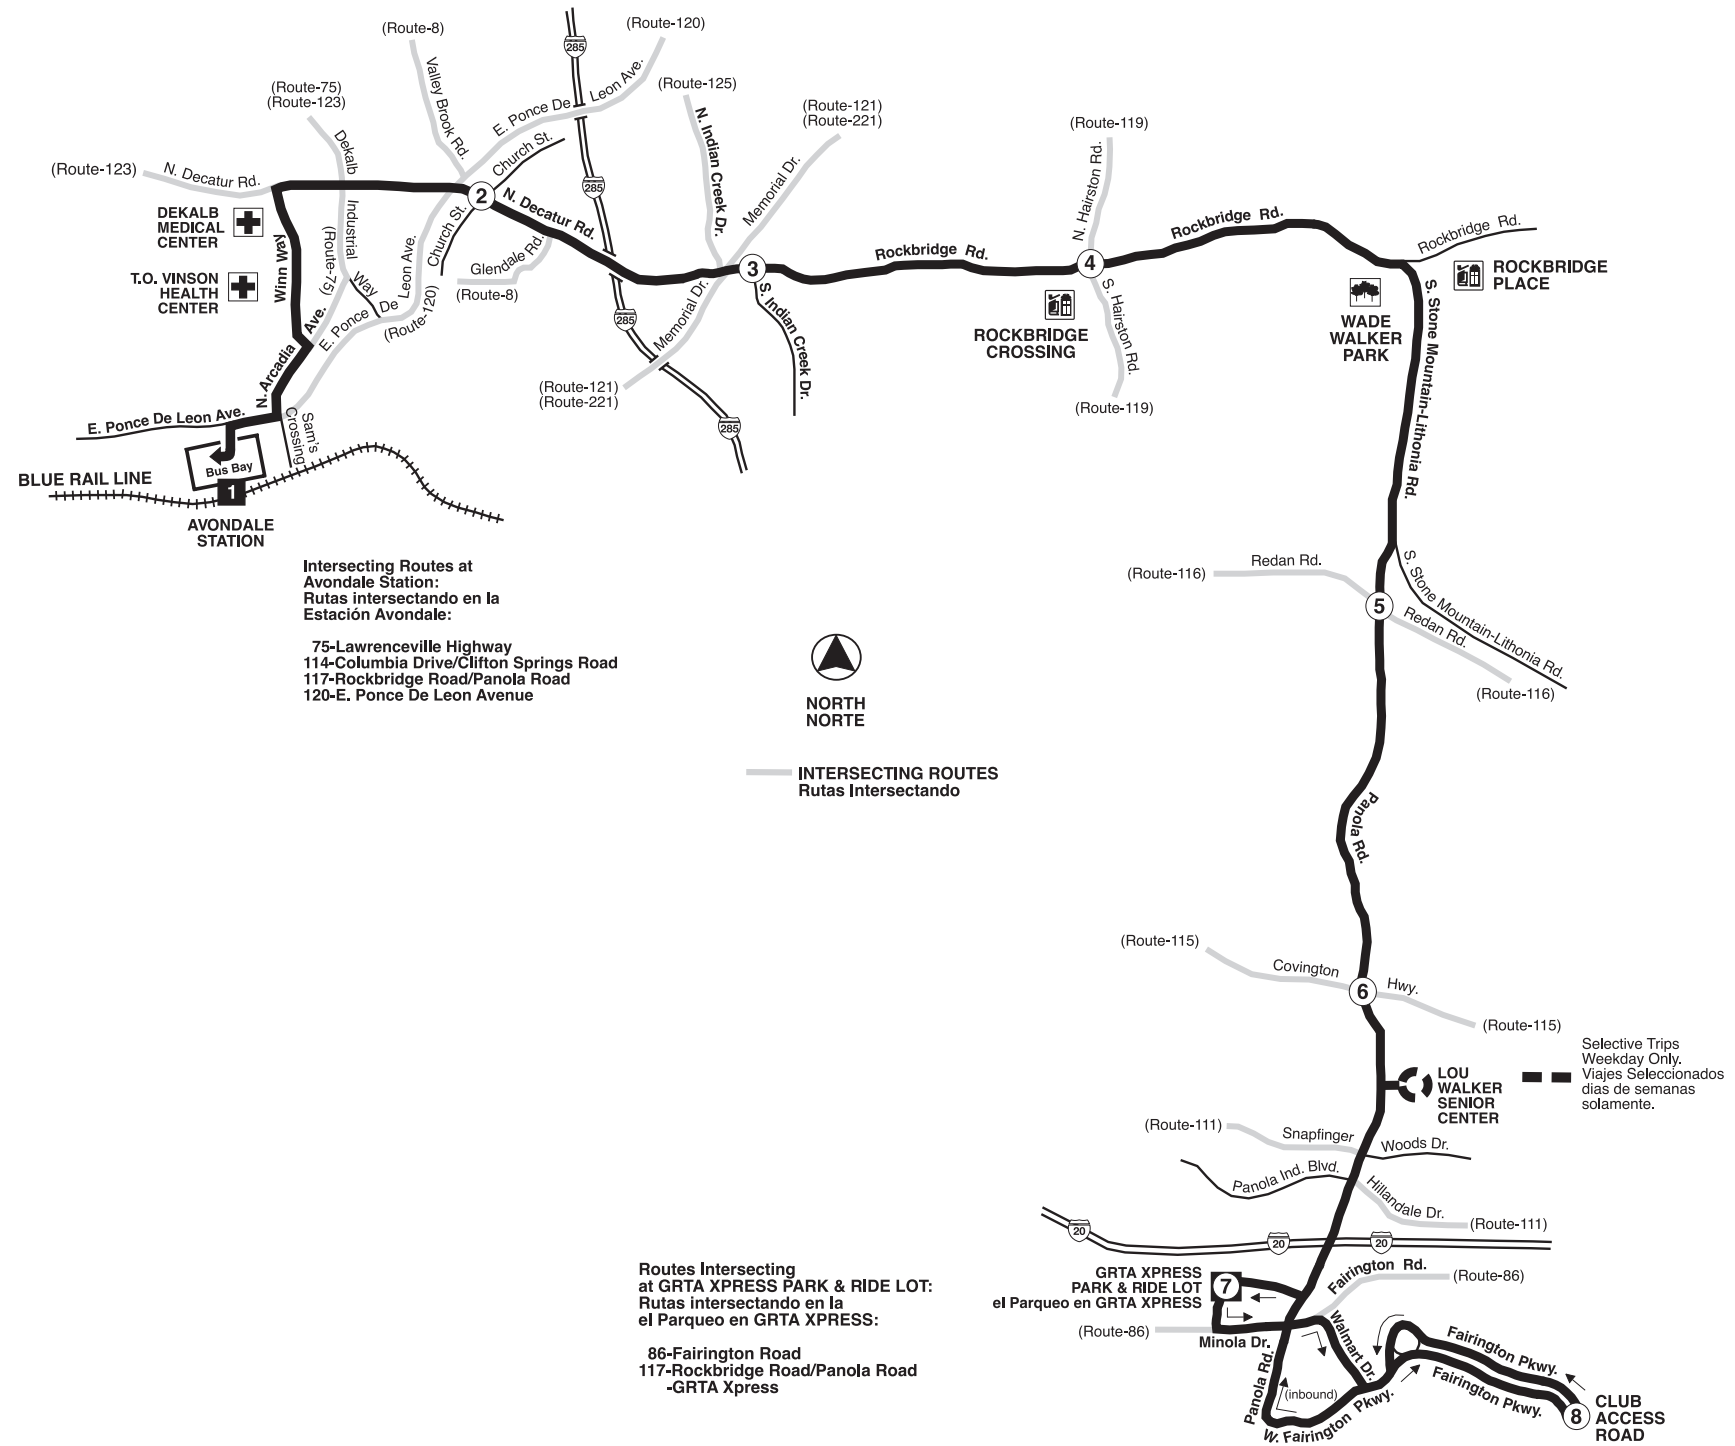 (Route-8)
(Route-120)
285
Valley Brook Rd.
E. Ponce De Leon Ave.
(Route-75)
(Route-123)
(Route-125)
(Route-121)
(Route-221)
(Route-119)
Dekalb Industrial Way
N. Indian Creek Dr.
Church St.
Memorial Dr.
N. Hairston Rd.
(Route-123)
N. Decatur Rd.
2
285
N. Decatur Rd.
DEKALB
MEDICAL
CENTER
Winn Way
(Route-75)
Church St.
Glendale Rd.
(Route-8)
T.O. VINSON
HEALTH
CENTER
E. Ponce De Leon Ave.
(Route-120)
285
Memorial Dr.
3
S. Indian Creek Dr.
Rockbridge Rd.
4
Rockbridge Rd.
Rockbridge Rd.
ROCKBRIDGE
PLACE
ROCKBRIDGE
CROSSING
S. Hairston Rd.
(Route-119)
WADE
WALKER
PARK
S. Stone Mountain-Lithonia Rd.
(Route-121)
(Route-221)
285
N. Arcadia Ave.
E. Ponce De Leon Ave.
Sam's
Crossing
Bus Bay
BLUE RAIL LINE
1
AVONDALE
STATION
Intersecting Routes at
Avondale Station:
Rutas intersectando en la
Estación Avondale:
75-Lawrenceville Highway
114-Columbia Drive/Clifton Springs Road
117-Rockbridge Road/Panola Road
120-E. Ponce De Leon Avenue
NORTH
NORTE
INTERSECTING ROUTES
Rutas Intersectando
(Route-116)
Redan Rd.
5
S. Stone Mountain-Lithonia Rd.
Redan Rd.
(Route-116)
Panola Rd.
(Route-115)
Covington Hwy.
6
(Route-115)
Selective Trips
Weekday Only.
Viajes Seleccionados
dias de semanas
solamente.
LOU
WALKER
SENIOR
CENTER
(Route-111)
Snapfinger Woods Dr.
Panola Ind. Blvd.
Hillandale Dr.
(Route-111)
20
20
20
GRTA XPRESS
PARK & RIDE LOT
el Parqueo en GRTA XPRESS
7
Fairington Rd.
(Route-86)
(Route-86)
Minola Dr.
Walmart Dr.
Panola Rd.
(inbound)
W. Fairington Pkwy.
Fairington Pkwy.
Fairington Pkwy.
8
CLUB
ACCESS
ROAD
Routes Intersecting
at GRTA XPRESS PARK & RIDE LOT:
Rutas intersectando en la
el Parqueo en GRTA XPRESS:
86-Fairington Road
117-Rockbridge Road/Panola Road
-GRTA Xpress